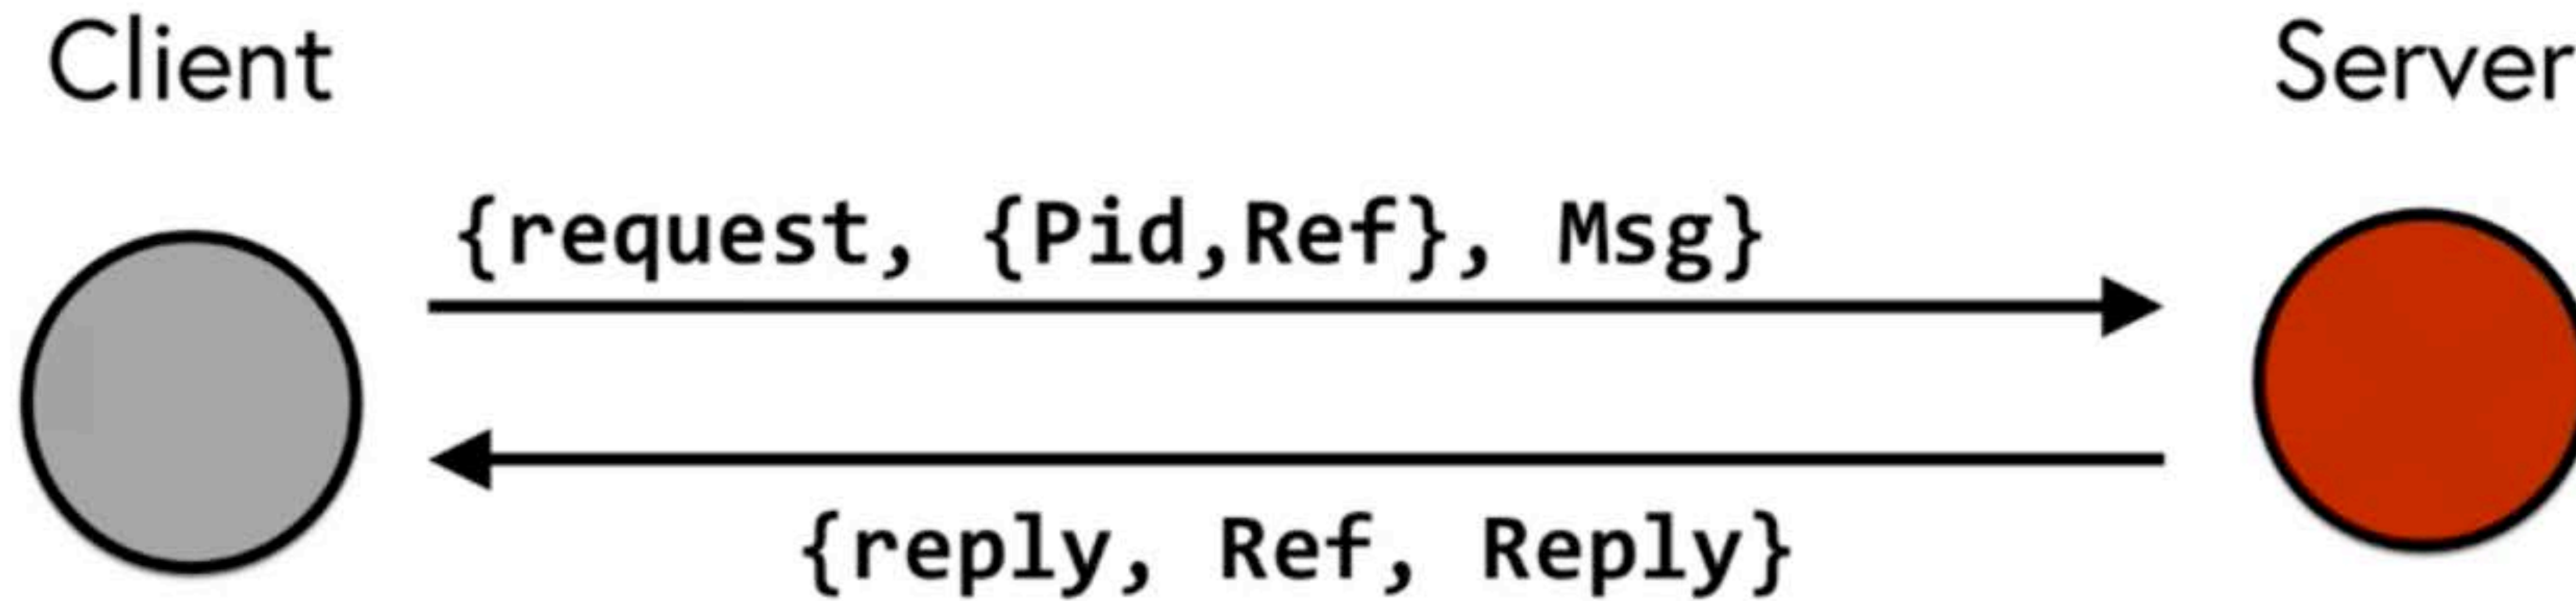 Client
Server
{request, {Pid,Ref}, Msg}
{reply, Ref, Reply}